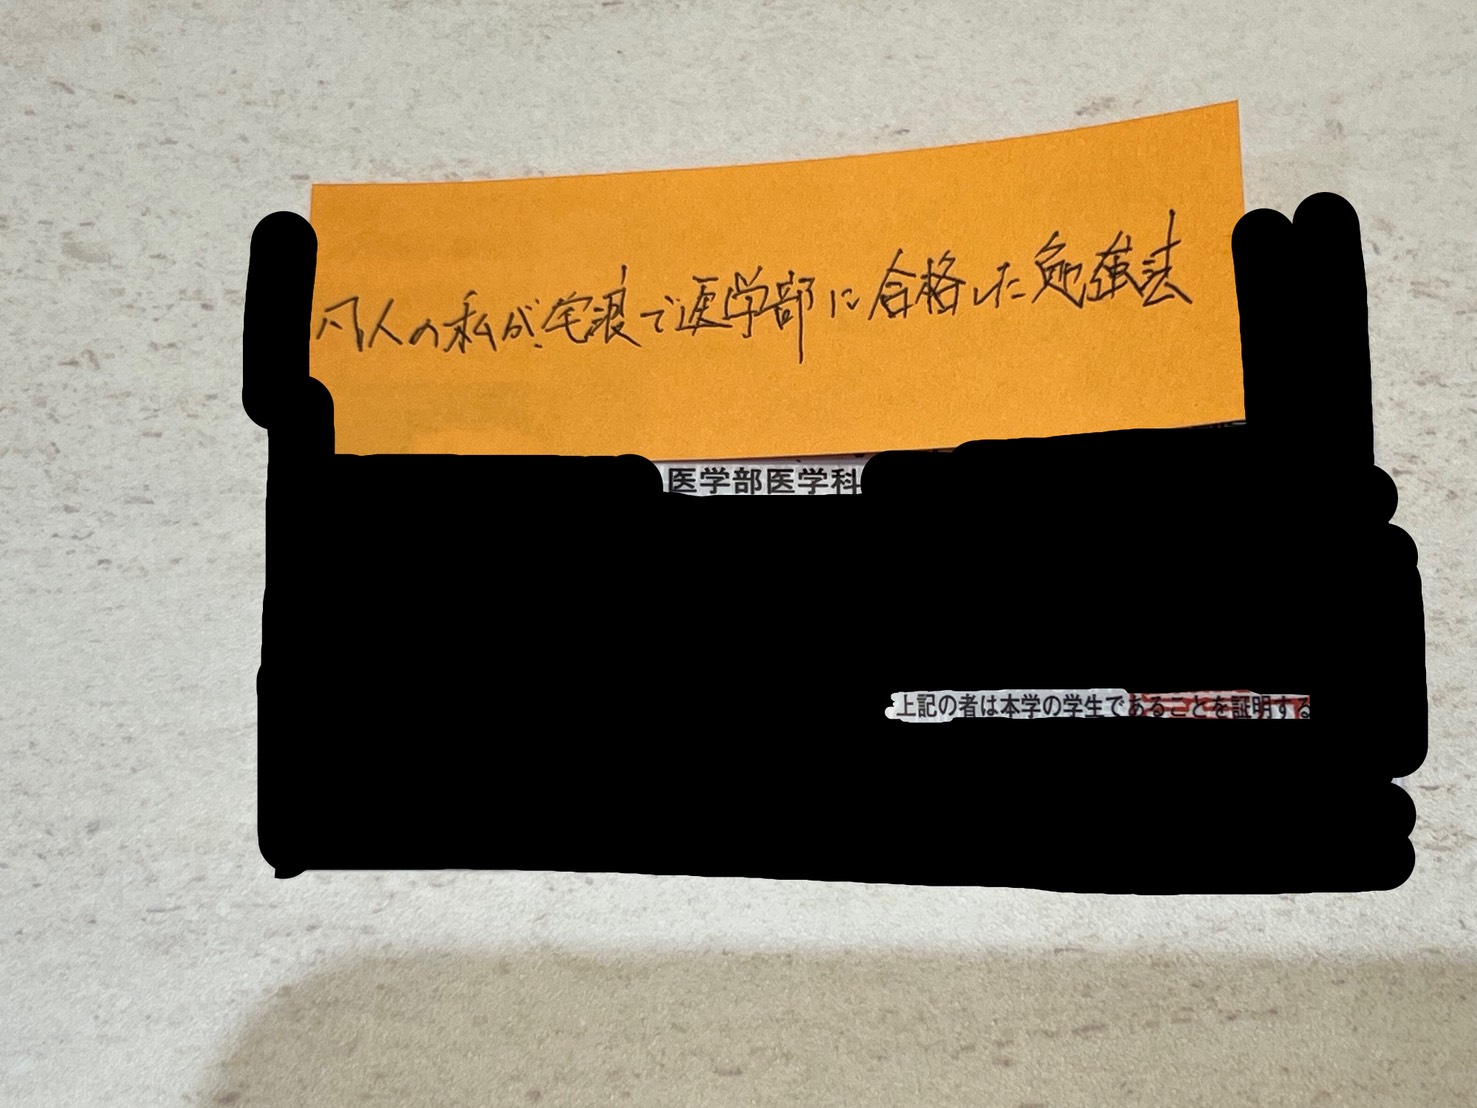 凡人の私が、宅浪で医学部に合格した勉強法
医学部医学科
上記の者は本学の学生であることを証明する